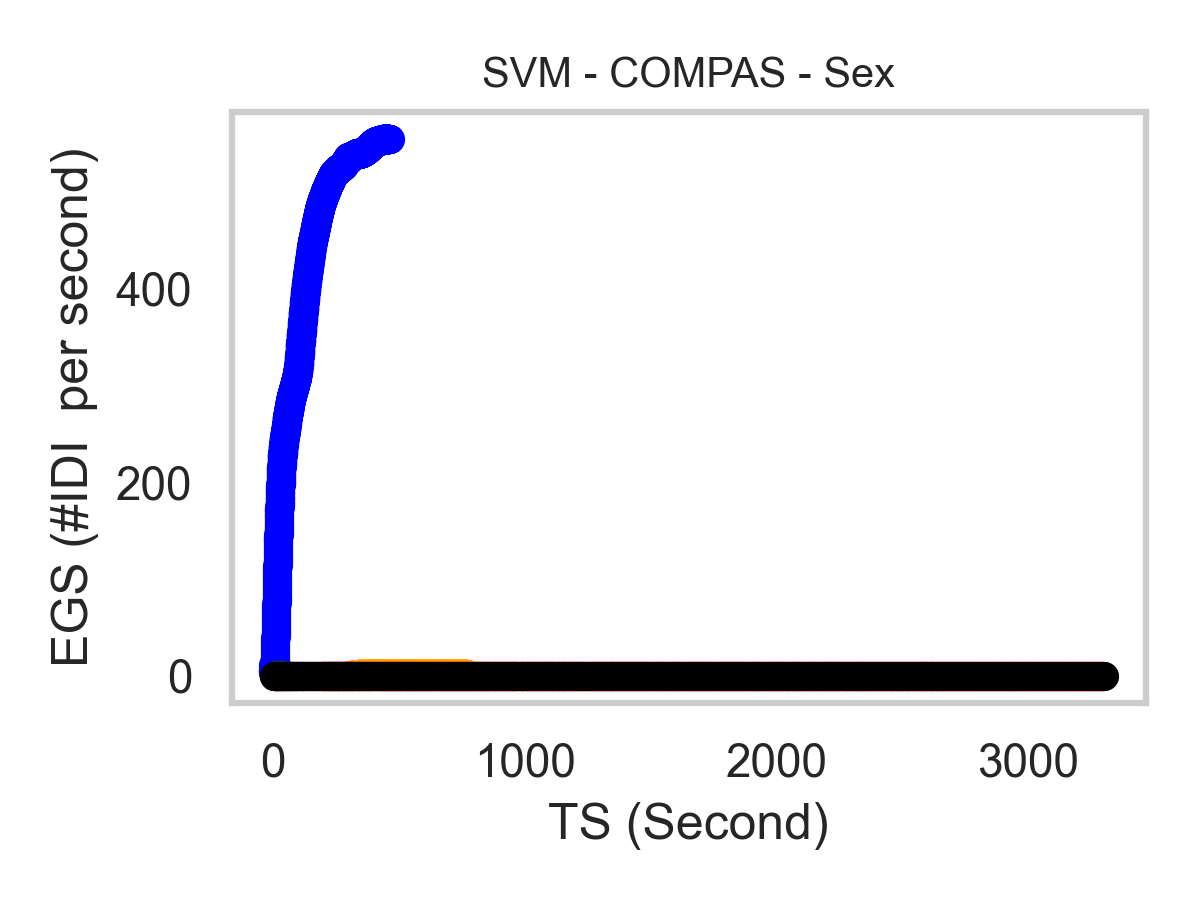 SVM - COMPAS - Sex
EGS (#IDI  per second)
400
200
0
0 1000 2000 3000
TS (Second)